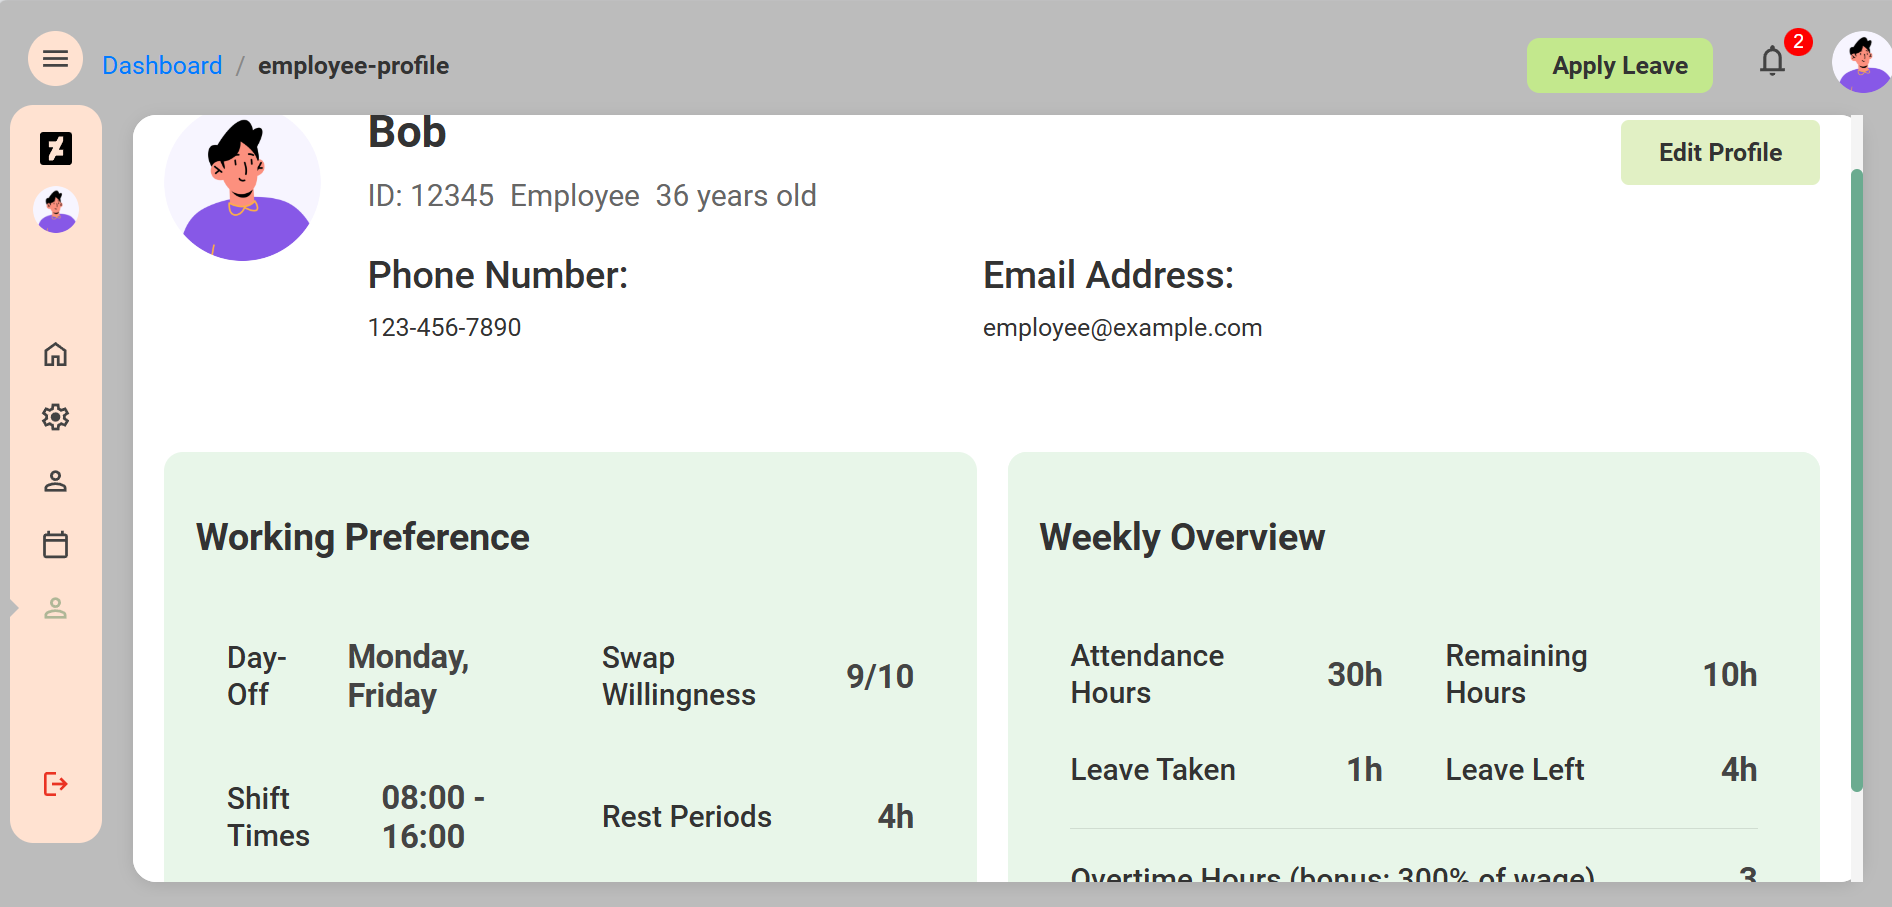 Dashboard / employee-profile
Apply Leave
2
Bob
Edit Profile
ID: 12345 Employee 36 years old
Phone Number:
Email Address:
123-456-7890
employee@example.com
Working Preference
Day-
Off
Monday,
Friday
Swap
Willingness
9/10
Shift
Times
08:00 -
16:00
Rest Periods
4h
Weekly Overview
Attendance
Hours
30h
Remaining
Hours
10h
Leave Taken
1h
Leave Left
4h
Overtime Hours (bonus: 300% of wage)
3